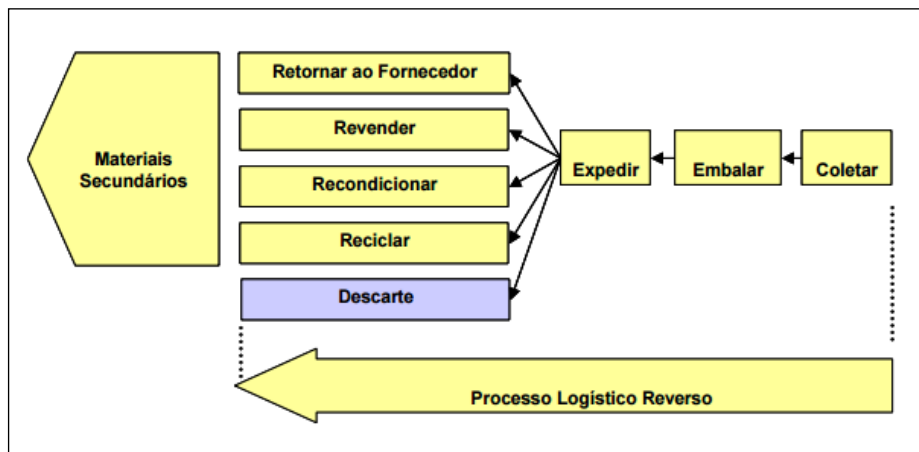 Retornar ao Fornecedor
Revender
Recondicionar
Reciclar
Descarte
Materiais
Secundários
Expedir
Embalar
Coletar
Processo Logístico Reverso